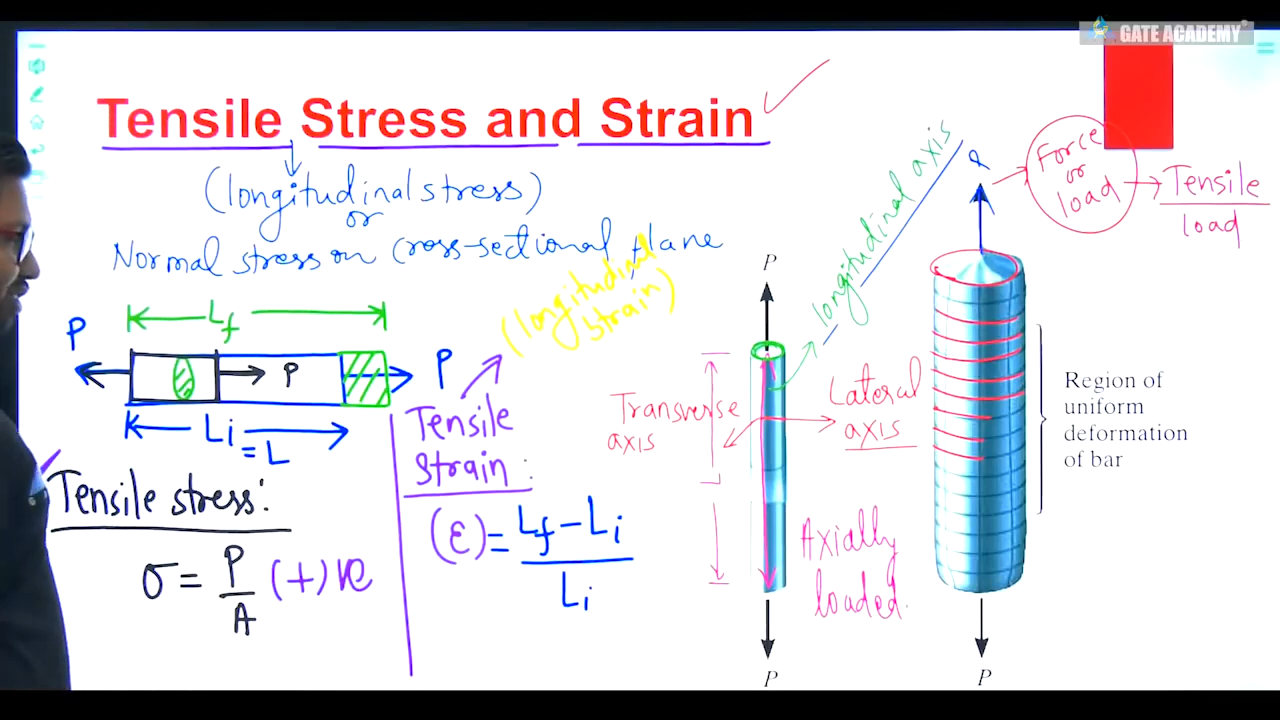 GATE ACADEMY
Tensile Stress and Strain
(longitudinal stress)
or
Normal stress on cross-sectional plane
(longitudinal
strain)
Lf
P
P
P
Li
= L
Tensile stress:
σ = P/A (+)ve
Tensile
Strain:
(ε) = Lf - Li
Li
longitudinal axis
P
Transverse
axis
Lateral
axis
Axially
loaded.
P
P
Force
or
load
Tensile
load
Region of
uniform
deformation
of bar
P